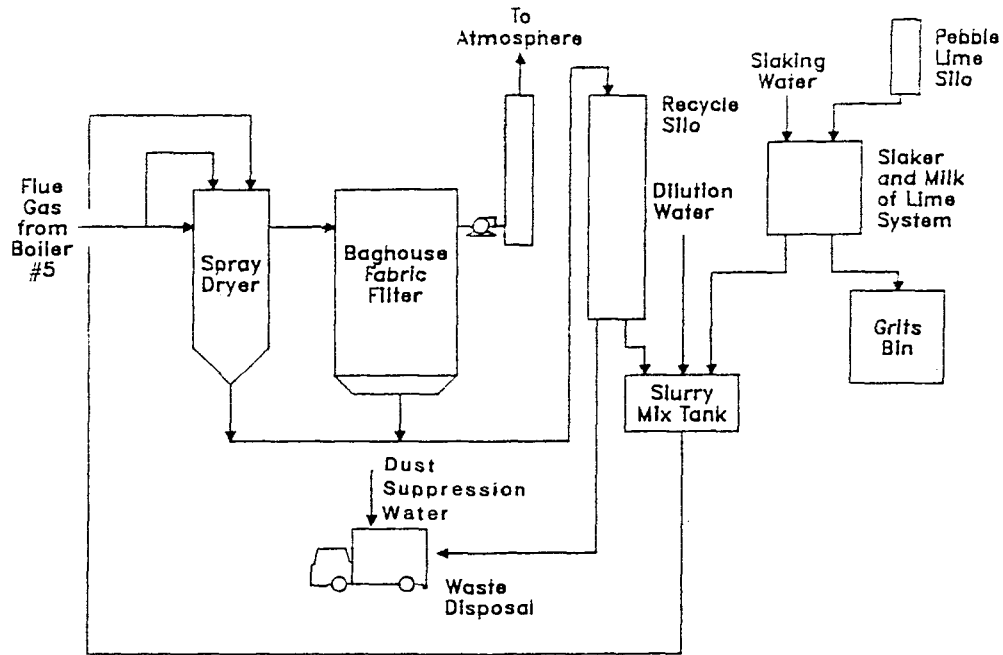 To
Atmosphere
Pebble
Lime
Silo
Slaking
Water
Recycle
Silo
Slaker
and Milk
of Lime
System
Dilution
Water
Flue
Gas
from
Boiler
#5
Spray
Dryer
Baghouse
Fabric
Filter
Grits
Bin
Slurry
Mix Tank
Dust
Suppression
Water
Waste
Disposal